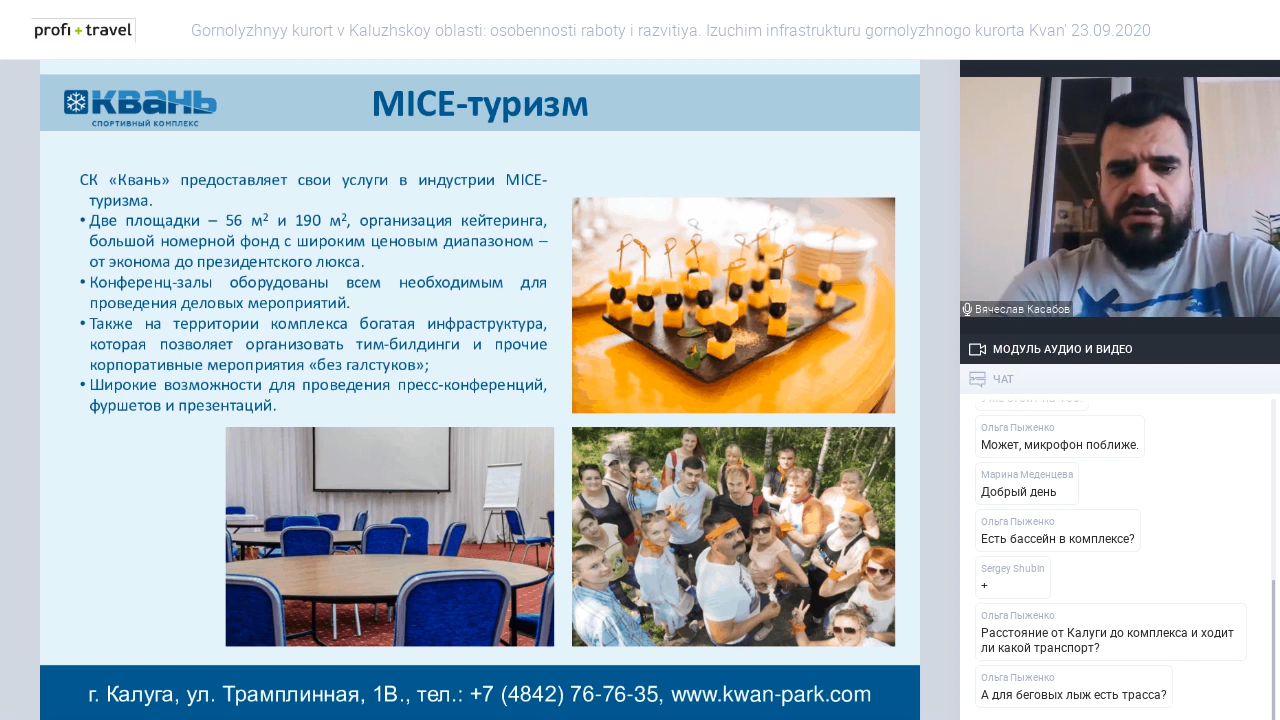 profi + travel
Gornolyzhnyy kurort v Kaluzhskoy oblasti: osobennosti raboty i razvitiya. Izuchim infrastrukturu gornolyzhnogo kurorta Kvan' 23.09.2020
КВАНЬ
СПОРТИВНЫЙ КОМПЛЕКС
MICE-туризм
СК «Квань» предоставляет свои услуги в индустрии MICE-
туризма.
• Две площадки – 56 м² и 190 м², организация кейтеринга,
большой номерной фонд с широким ценовым диапазоном –
от эконома до президентского люкса.
• Конференц-залы оборудованы всем необходимым для
проведения деловых мероприятий.
• Также на территории комплекса богатая инфраструктура,
которая позволяет организовать тим-билдинги и прочие
корпоративные мероприятия «без галстуков»;
• Широкие возможности для проведения пресс-конференций,
фуршетов и презентаций.
г. Калуга, ул. Трамплинная, 1В., тел.: +7 (4842) 76-76-35, www.kwan-park.com
Вячеслав Касабов
МОДУЛЬ АУДИО И ВИДЕО
ЧАТ
Ольга Пыженко
Может, микрофон поближе.
Марина Меденцева
Добрый день
Ольга Пыженко
Есть бассейн в комплексе?
Sergey Shubin
+
Ольга Пыженко
Расстояние от Калуги до комплекса и ходит
ли какой транспорт?
Ольга Пыженко
А для беговых лыж есть трасса?